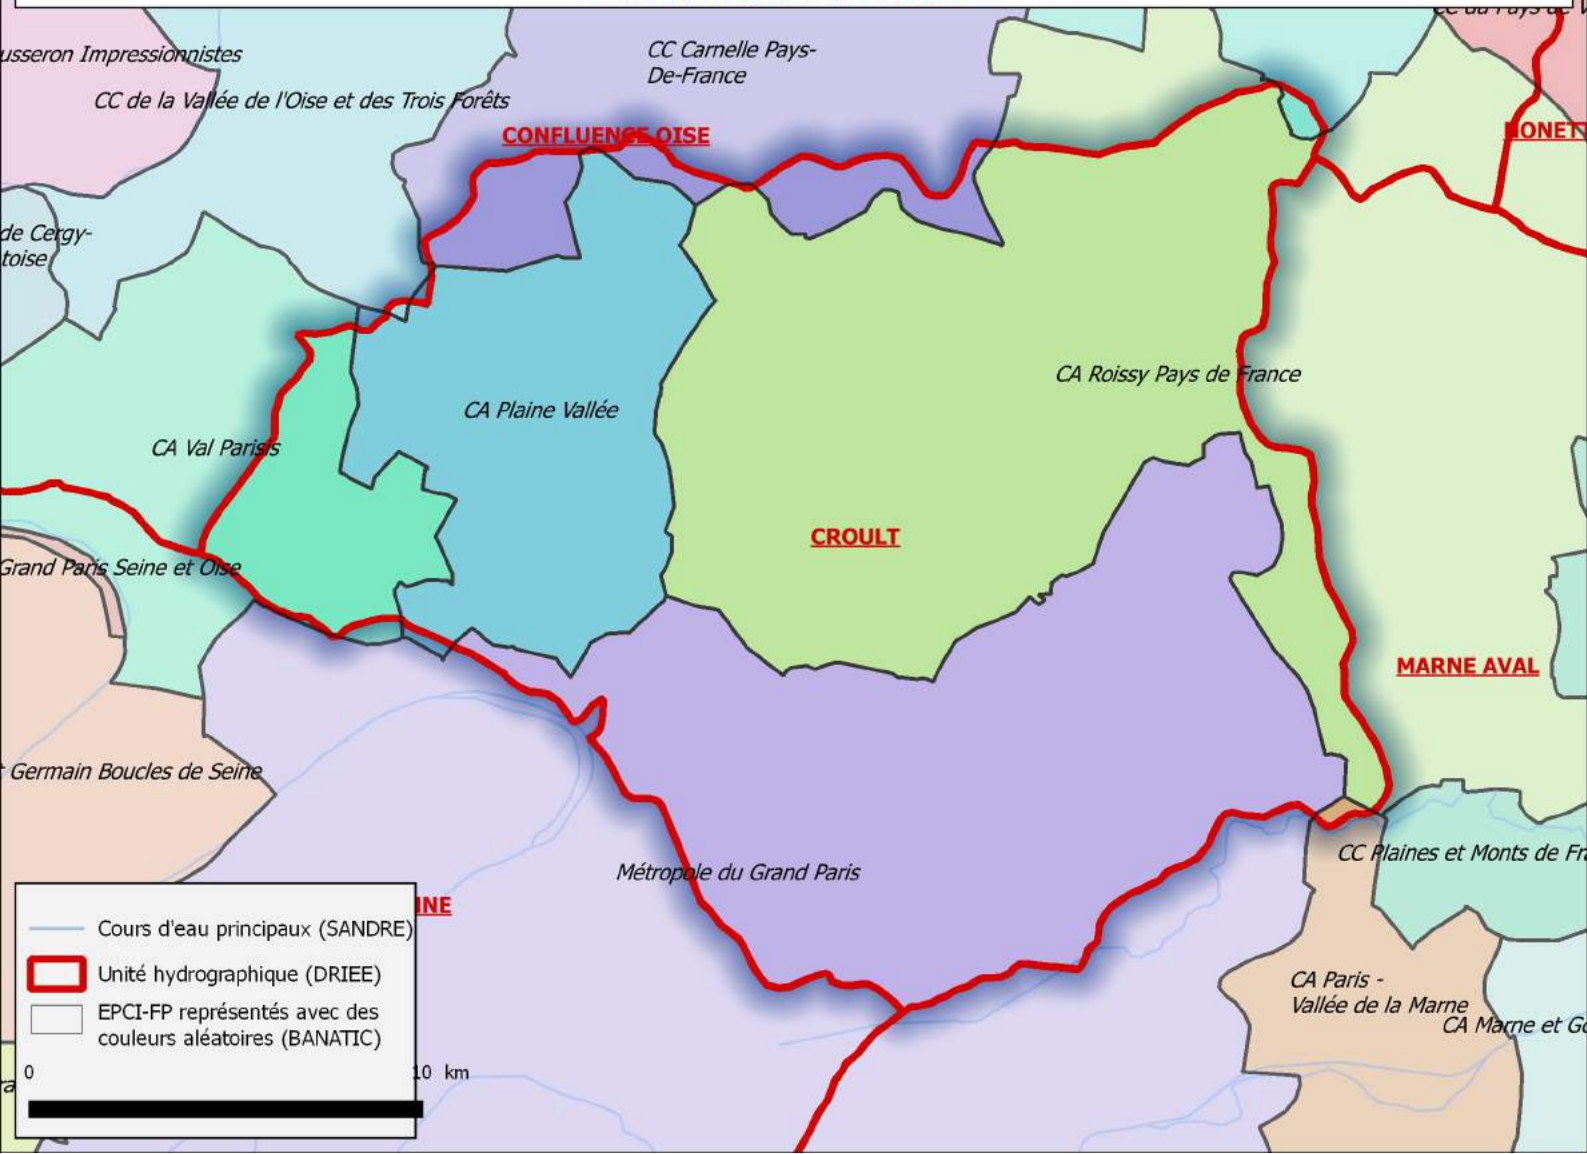 usseron Impressionnistes
CC de la Vallée de l'Oise et des Trois Forêts
CC Carnelle Pays-
De-France
CONFLUENCE OISE
NONETT
de Cergy-
toise
CA Roissy Pays de France
CA Plaine Vallée
CA Val Parisis
CROULT
Grand Paris Seine et Oise
MARNE AVAL
Germain Boucles de Seine
CC Plaines et Monts de Fra
Métropole du Grand Paris
INE
CA Paris -
Vallée de la Marne
CA Marne et Go
Cours d'eau principaux (SANDRE)
Unité hydrographique (DRIEE)
EPCI-FP représentés avec des
couleurs aléatoires (BANATIC)
0 10 km